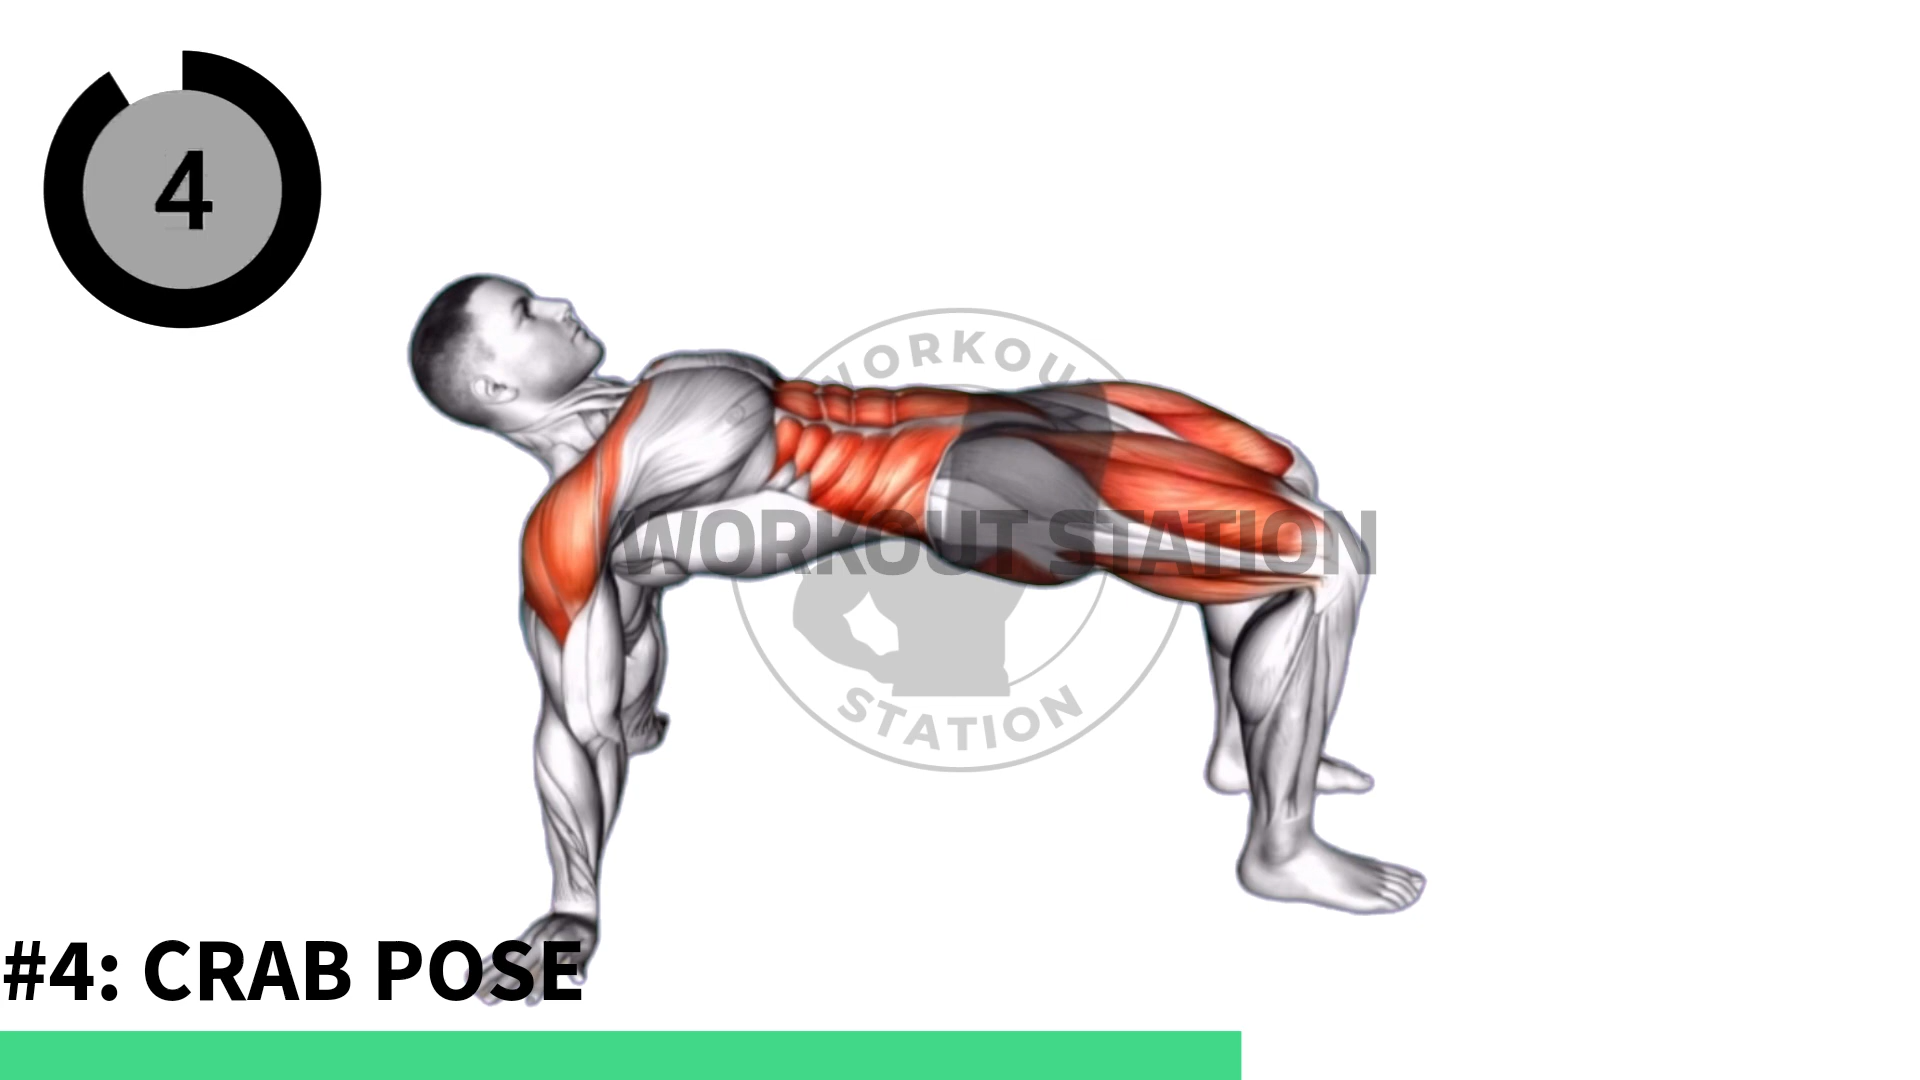 4
WORKOUT
WORKOUT STATION
STATION
#4: CRAB POSE